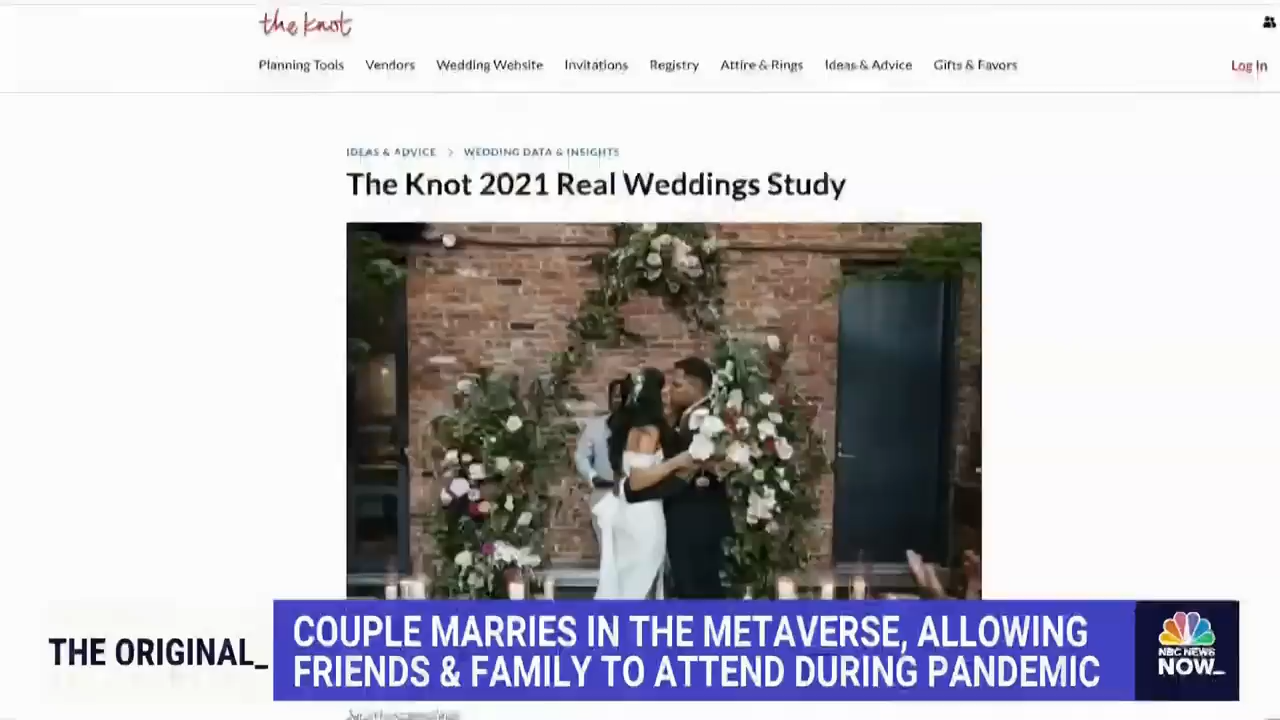 the knot
Planning Tools Vendors Wedding Website Invitations Registry Attire & Rings Ideas & Advice Gifts & Favors Log In
IDEAS & ADVICE > WEDDING DATA & INSIGHTS
The Knot 2021 Real Weddings Study
THE ORIGINAL_
COUPLE MARRIES IN THE METAVERSE, ALLOWING
FRIENDS & FAMILY TO ATTEND DURING PANDEMIC
NBC NEWS
NOW_